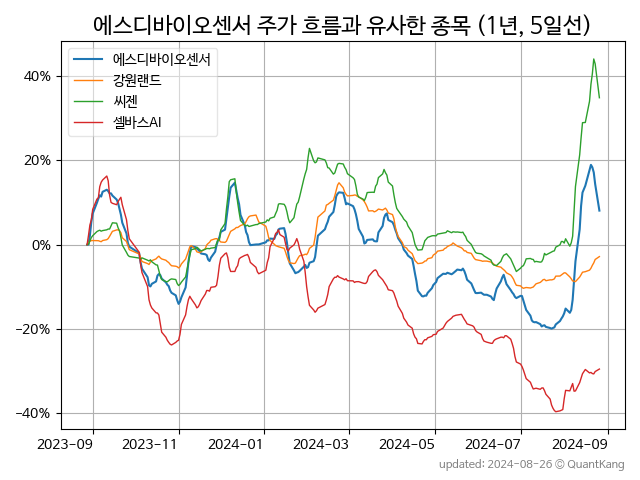 에스디바이오센서 주가 흐름과 유사한 종목 (1년, 5일선)
에스디바이오센서
강원랜드
씨젠
셀바스AI
40%
20%
0%
−20%
−40%
2023-09 2023-11 2024-01 2024-03 2024-05 2024-07 2024-09
updated: 2024-08-26 © QuantKang